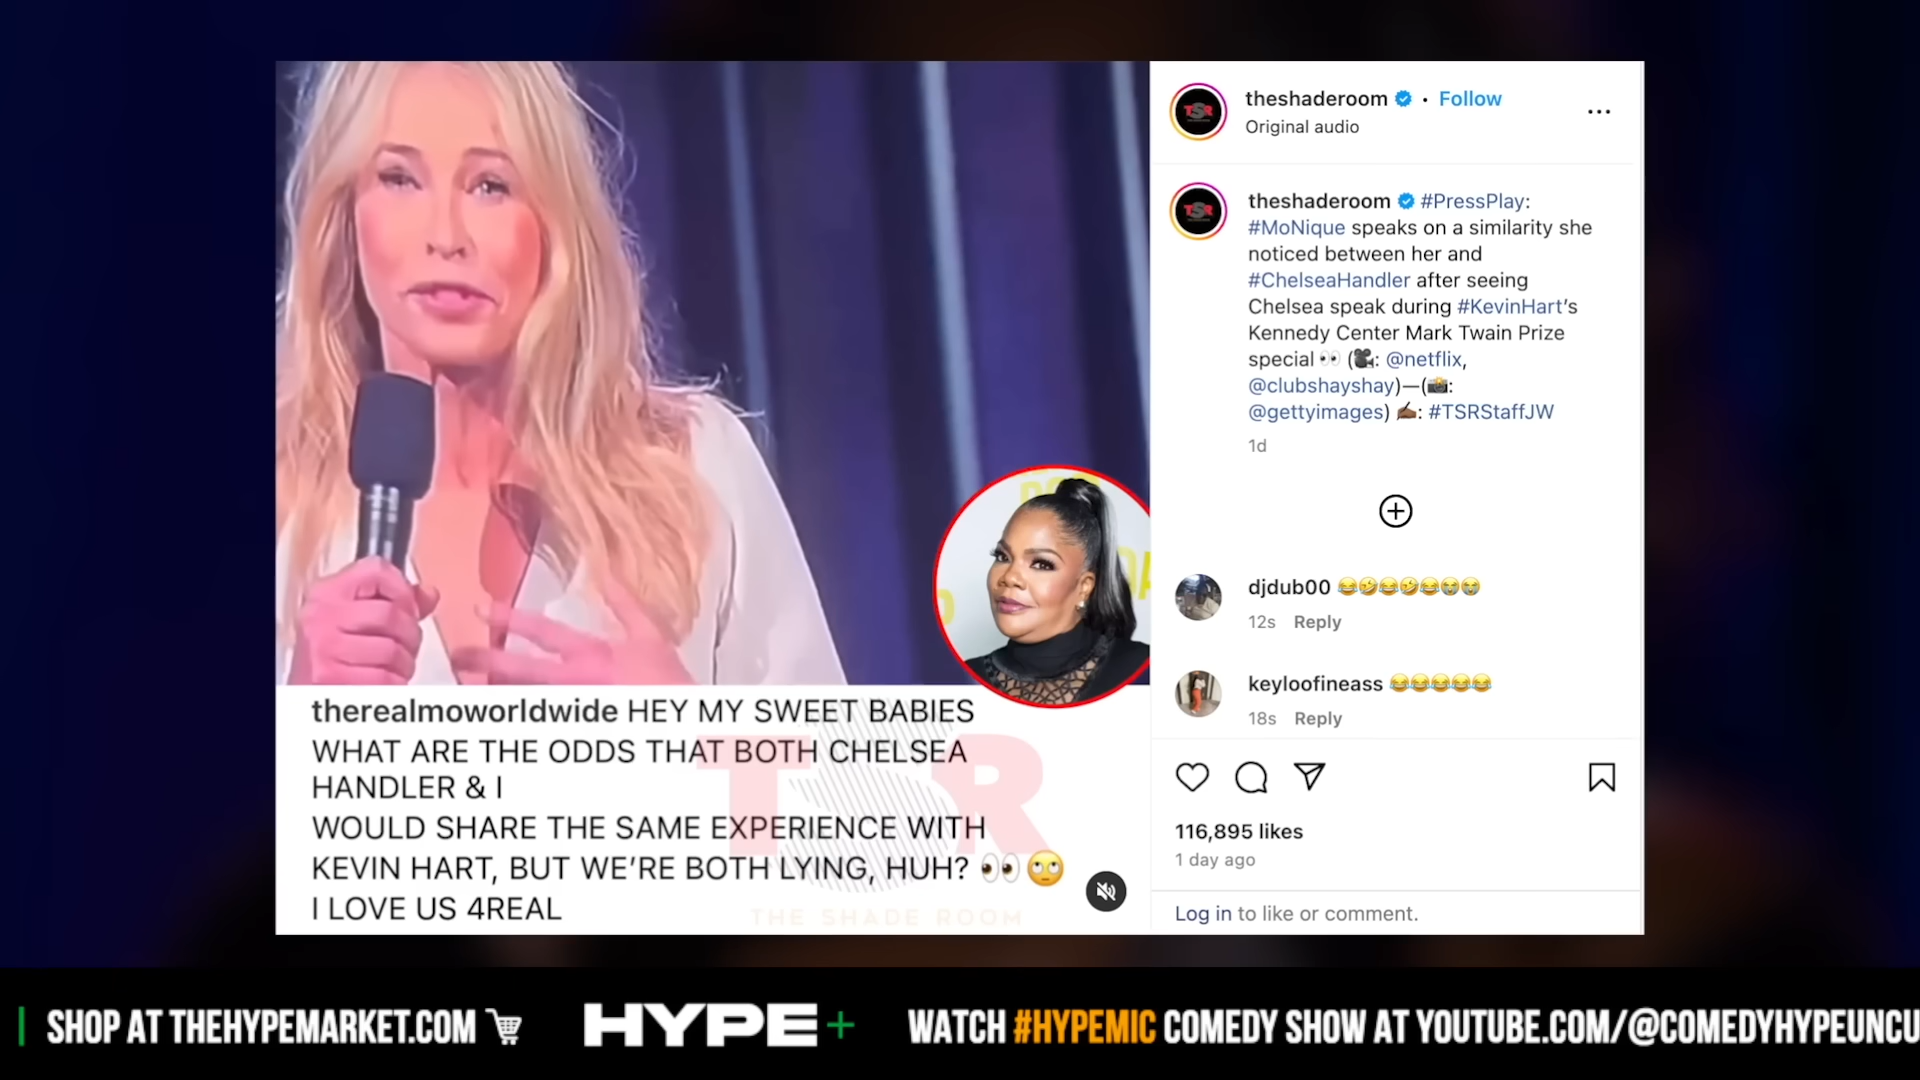 theshaderoom • Follow
Original audio
theshaderoom #PressPlay:
#MoNique speaks on a similarity she
noticed between her and
#ChelseaHandler after seeing
Chelsea speak during #KevinHart's
Kennedy Center Mark Twain Prize
special 👀 (🎥: @netflix,
@clubshayshay)—(📸:
@gettyimages) ✍🏾: #TSRStaffJW
1d
djdub00 😂🤣😂🤣😂😭😭
12s Reply
keyloofineass 😂😂😂😂😂
18s Reply
116,895 likes
1 day ago
Log in to like or comment.
therealmoworldwide HEY MY SWEET BABIES
WHAT ARE THE ODDS THAT BOTH CHELSEA
HANDLER & I
WOULD SHARE THE SAME EXPERIENCE WITH
KEVIN HART, BUT WE'RE BOTH LYING, HUH? 👀🙄
I LOVE US 4REAL
TSR
THE SHADE ROOM
SHOP AT THEHYPEMARKET.COM HYPE+ WATCH #HYPEMIC COMEDY SHOW AT YOUTUBE.COM/@COMEDYHYPEUNCU